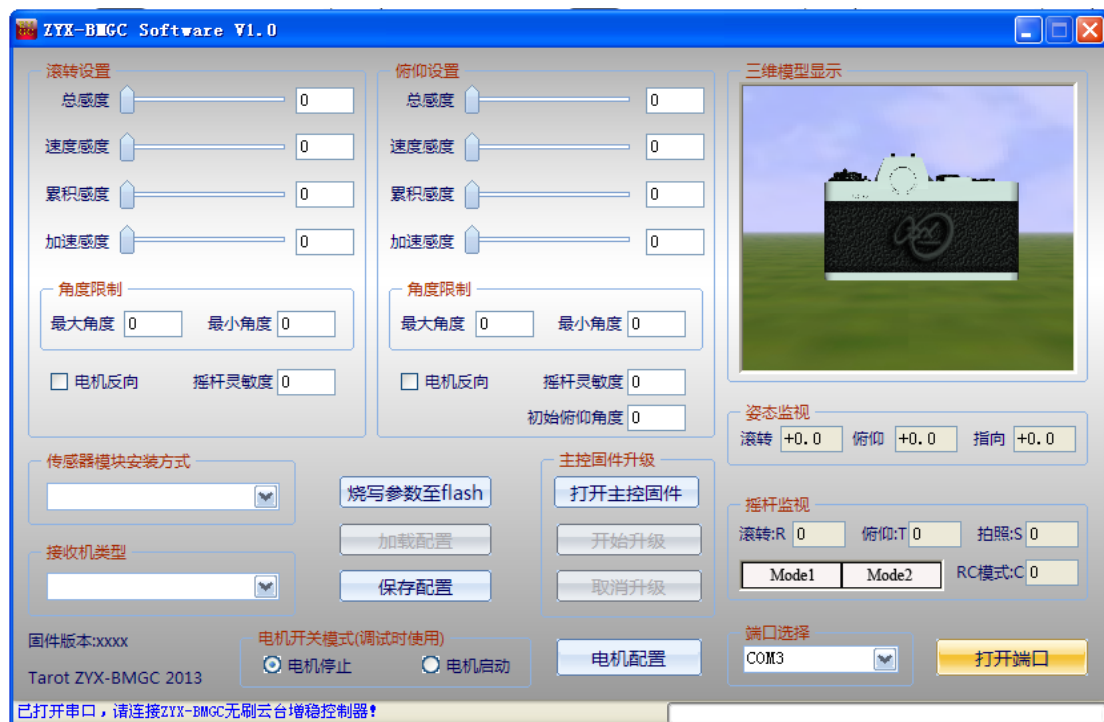 ZYX-BMGC Software V1.0
滚转设置
总感度 0
速度感度 0
累积感度 0
加速感度 0
角度限制
最大角度 0 最小角度 0
电机反向 摇杆灵敏度 0
俯仰设置
总感度 0
速度感度 0
累积感度 0
加速感度 0
角度限制
最大角度 0 最小角度 0
电机反向 摇杆灵敏度 0
初始俯仰角度 0
三维模型显示
ZYX
姿态监视
滚转 +0.0 俯仰 +0.0 指向 +0.0
摇杆监视
滚转:R 0 俯仰:T 0 拍照:S 0
Mode1 Mode2 RC模式:C 0
传感器模块安装方式
接收机类型
烧写参数至flash
加载配置
保存配置
主控固件升级
打开主控固件
开始升级
取消升级
固件版本:xxxx
Tarot ZYX-BMGC 2013
电机开关模式(调试时使用)
电机停止 电机启动
电机配置
端口选择
COM3
打开端口
已打开串口，请连接ZYX-BMGC无刷云台增稳控制器!